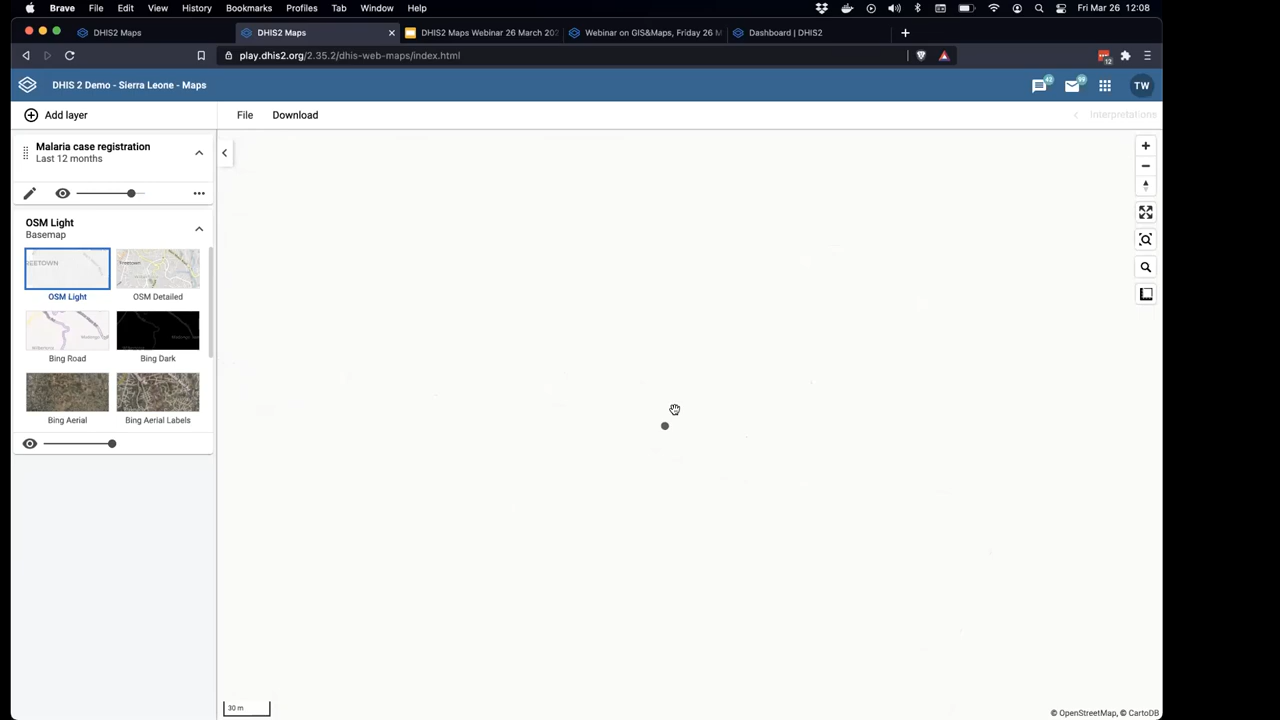 Brave File Edit View History Bookmarks Profiles Tab Window Help Fri Mar 26 12:08
DHIS2 Maps DHIS2 Maps DHIS2 Maps Webinar 26 March 202 Webinar on GIS&Maps, Friday 26 M Dashboard | DHIS2
play.dhis2.org/2.35.2/dhis-web-maps/index.html 12
DHIS 2 Demo - Sierra Leone - Maps 42 99 TW
Add layer File Download Interpretations
Malaria case registration
Last 12 months
OSM Light
Basemap
OSM Light OSM Detailed
Bing Road Bing Dark
Bing Aerial Bing Aerial Labels
30 m
© OpenStreetMap, © CartoDB